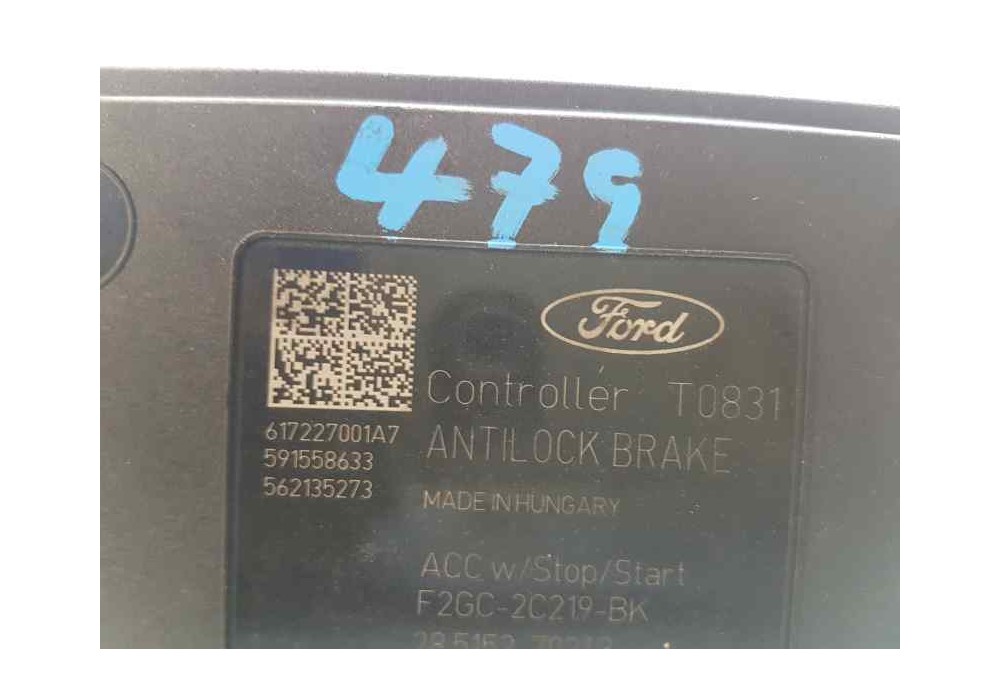 479
Ford
Controller T0831
ANTILOCK BRAKE
MADE IN HUNGARY
617227001A7
591558633
562135273
ACC w/Stop/Start
F2GC-2C219-BK